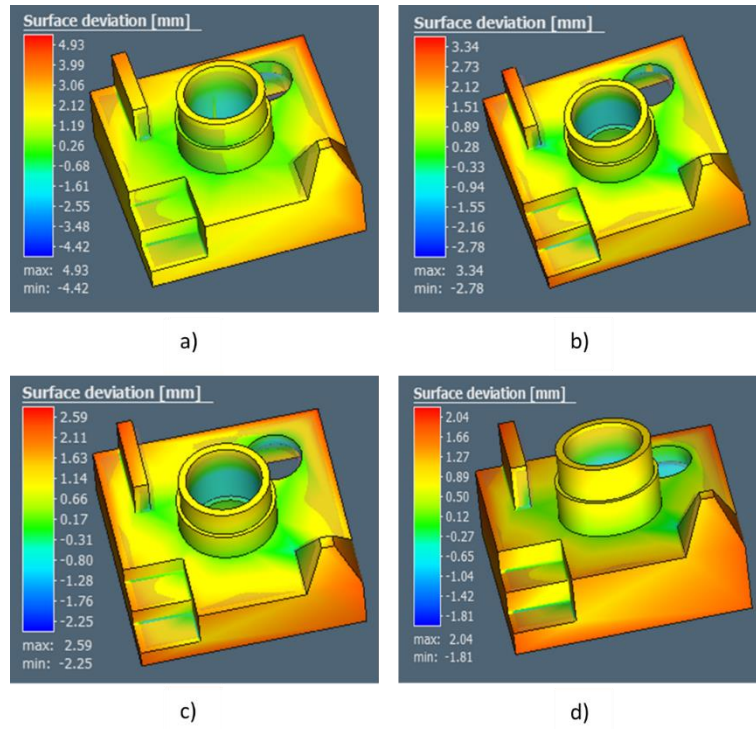 Surface deviation [mm]
4.93
3.99
3.06
2.12
1.19
0.26
-0.68
-1.61
-2.55
-3.48
-4.42
max: 4.93
min: -4.42
a)
Surface deviation [mm]
3.34
2.73
2.12
1.51
0.89
0.28
-0.33
-0.94
-1.55
-2.16
-2.78
max: 3.34
min: -2.78
b)
Surface deviation [mm]
2.59
2.11
1.63
1.14
0.66
0.17
-0.31
-0.80
-1.28
-1.76
-2.25
max: 2.59
min: -2.25
c)
Surface deviation [mm]
2.04
1.66
1.27
0.89
0.50
0.12
-0.27
-0.65
-1.04
-1.42
-1.81
max: 2.04
min: -1.81
d)